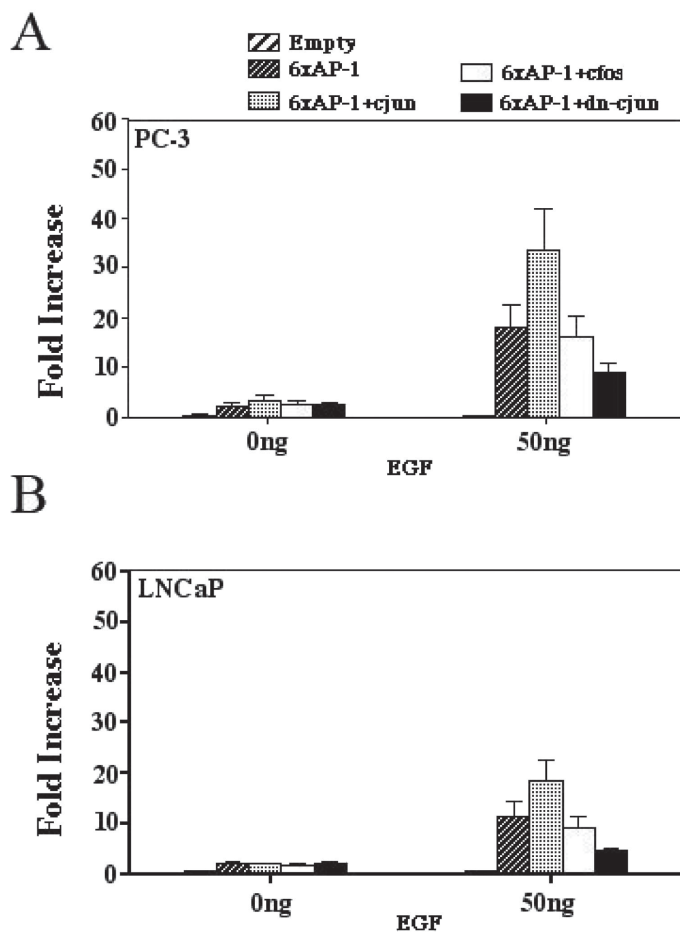 A
Empty
6xAP-1
6xAP-1+cfos
6xAP-1+cjun
6xAP-1+dn-cjun
PC-3
Fold Increase
60
50
40
30
20
10
0
0ng
50ng
EGF
B
LNCaP
Fold Increase
60
50
40
30
20
10
0
0ng
50ng
EGF